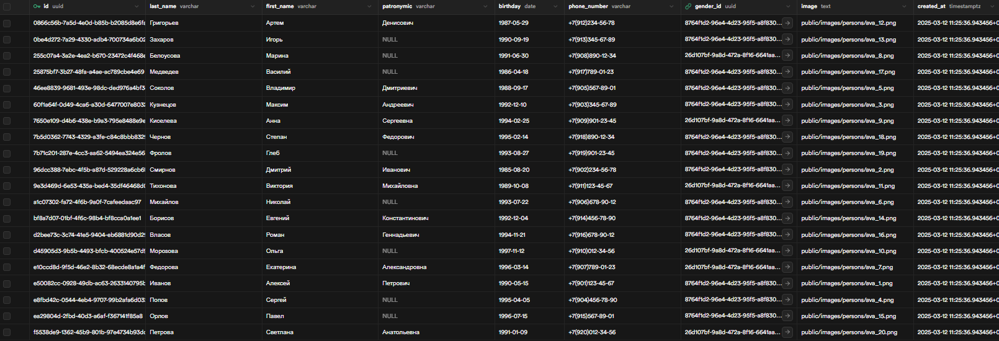 id uuid last_name varchar first_name varchar patronymic varchar birthday date phone_number varchar gender_id uuid image text created_at timestamptz
0866c56b-7a5d-4e0d-b85b-b2085d8e6f Григорьев Артем Денисович 1987-05-29 +7(912)234-56-78 8764f1d2-96e4-4d23-95f5-a8f830... public/images/persons/ava_12.png 2025-03-12 11:25:36.943456+0
0be4d272-7a29-4330-adb4-700734a6b02 Захаров Игорь NULL 1990-09-19 +7(913)345-67-89 8764f1d2-96e4-4d23-95f5-a8f830... public/images/persons/ava_13.png 2025-03-12 11:25:36.943456+0
255c07a4-3a2e-4ea2-b670-23472c4f468e Белоусова Марина NULL 1991-06-30 +7(908)890-12-34 26d107bf-9a8d-472a-8f16-6641aa... public/images/persons/ava_8.png 2025-03-12 11:25:36.943456+0
25875bf7-3b27-48fa-a4ae-ac789cbe4e69 Медведев Василий NULL 1986-04-18 +7(917)789-01-23 8764f1d2-96e4-4d23-95f5-a8f830... public/images/persons/ava_17.png 2025-03-12 11:25:36.943456+0
46ee8839-9681-493e-98dc-ded976a4bf3 Соколов Владимир Дмитриевич 1988-09-17 +7(905)567-89-01 8764f1d2-96e4-4d23-95f5-a8f830... public/images/persons/ava_5.png 2025-03-12 11:25:36.943456+0
60f1a64f-0d49-4ca6-a30d-6477007e803 Кузнецов Максим Андреевич 1992-12-10 +7(903)345-67-89 8764f1d2-96e4-4d23-95f5-a8f830... public/images/persons/ava_3.png 2025-03-12 11:25:36.943456+0
7650e109-d4b6-438e-b9a3-795e8488e9e Киселева Анна Сергеевна 1994-02-25 +7(909)901-23-45 26d107bf-9a8d-472a-8f16-6641aa... public/images/persons/ava_9.png 2025-03-12 11:25:36.943456+0
7b5d0362-7743-4329-a3fe-c84c8bbb832 Чернов Степан Федорович 1995-02-14 +7(918)890-12-34 8764f1d2-96e4-4d23-95f5-a8f830... public/images/persons/ava_18.png 2025-03-12 11:25:36.943456+0
7b71c201-287e-4cc3-aa62-5494ea324e56 Фролов Глеб NULL 1993-08-27 +7(919)901-23-45 8764f1d2-96e4-4d23-95f5-a8f830... public/images/persons/ava_19.png 2025-03-12 11:25:36.943456+0
96dcc388-7ebc-4f5b-a87d-529228a6cb6 Смирнов Дмитрий Иванович 1985-08-20 +7(902)234-56-78 8764f1d2-96e4-4d23-95f5-a8f830... public/images/persons/ava_2.png 2025-03-12 11:25:36.943456+0
9e3d469d-6e53-435a-bed4-35df46468d Тихонова Виктория Михайловна 1989-10-08 +7(911)123-45-67 26d107bf-9a8d-472a-8f16-6641aa... public/images/persons/ava_11.png 2025-03-12 11:25:36.943456+0
a1c07302-fa72-4f6b-9a0f-7cafeedaac97 Михайлов Николай NULL 1993-07-22 +7(906)678-90-12 8764f1d2-96e4-4d23-95f5-a8f830... public/images/persons/ava_6.png 2025-03-12 11:25:36.943456+0
bf8a7d07-01bf-4f6c-98b4-bf8cca0a1ee1 Борисов Евгений Константинович 1992-12-04 +7(914)456-78-90 8764f1d2-96e4-4d23-95f5-a8f830... public/images/persons/ava_14.png 2025-03-12 11:25:36.943456+0
d2bee73c-3c74-41e5-9404-eb6881d90d2 Власов Роман Геннадьевич 1994-11-21 +7(916)678-90-12 8764f1d2-96e4-4d23-95f5-a8f830... public/images/persons/ava_16.png 2025-03-12 11:25:36.943456+0
d45905d3-9b5b-4493-bfcb-400524e57d Морозова Ольга NULL 1997-11-12 +7(910)012-34-56 26d107bf-9a8d-472a-8f16-6641aa... public/images/persons/ava_10.png 2025-03-12 11:25:36.943456+0
e10ccd8d-9f5d-46e2-8b32-68ecde8a1a4f Федорова Екатерина Александровна 1996-03-14 +7(907)789-01-23 26d107bf-9a8d-472a-8f16-6641aa... public/images/persons/ava_7.png 2025-03-12 11:25:36.943456+0
e50082cc-0928-49db-ac63-2633140795b Иванов Алексей Петрович 1990-05-15 +7(901)123-45-67 8764f1d2-96e4-4d23-95f5-a8f830... public/images/persons/ava_1.png 2025-03-12 11:25:36.943456+0
e8fbd42c-0544-4eb4-9707-99b2afa6d03 Попов Сергей NULL 1995-04-05 +7(904)456-78-90 8764f1d2-96e4-4d23-95f5-a8f830... public/images/persons/ava_4.png 2025-03-12 11:25:36.943456+0
ea29804d-2fbd-40d3-a6af-f367141f85a8 Орлов Павел NULL 1996-07-15 +7(915)567-89-01 8764f1d2-96e4-4d23-95f5-a8f830... public/images/persons/ava_15.png 2025-03-12 11:25:36.943456+0
f5538de9-1362-45b9-801b-97e4734b93d Петрова Светлана Анатольевна 1991-01-09 +7(920)012-34-56 26d107bf-9a8d-472a-8f16-6641aa... public/images/persons/ava_20.png 2025-03-12 11:25:36.943456+0